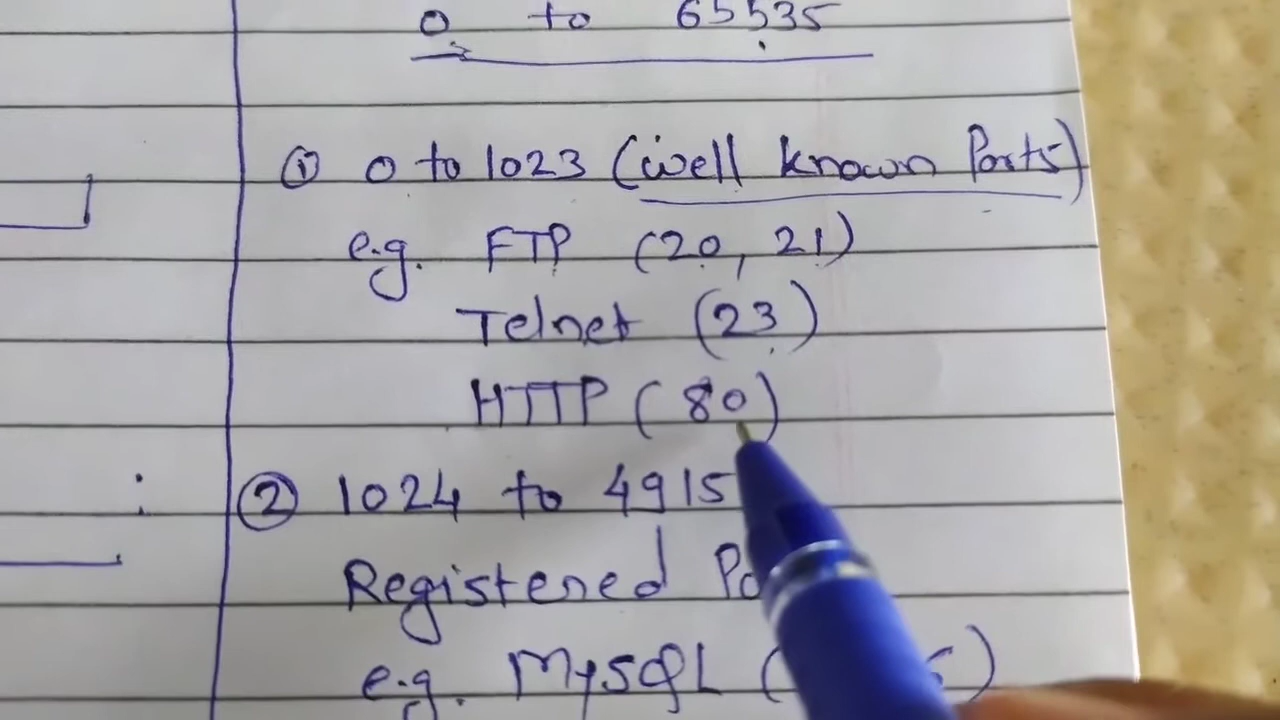 0 to 65535
① 0 to 1023 (well known Ports)
e.g. FTP (20, 21)
Telnet (23)
HTTP (80)
② 1024 to 4915
Registered
e.g. MySQL (